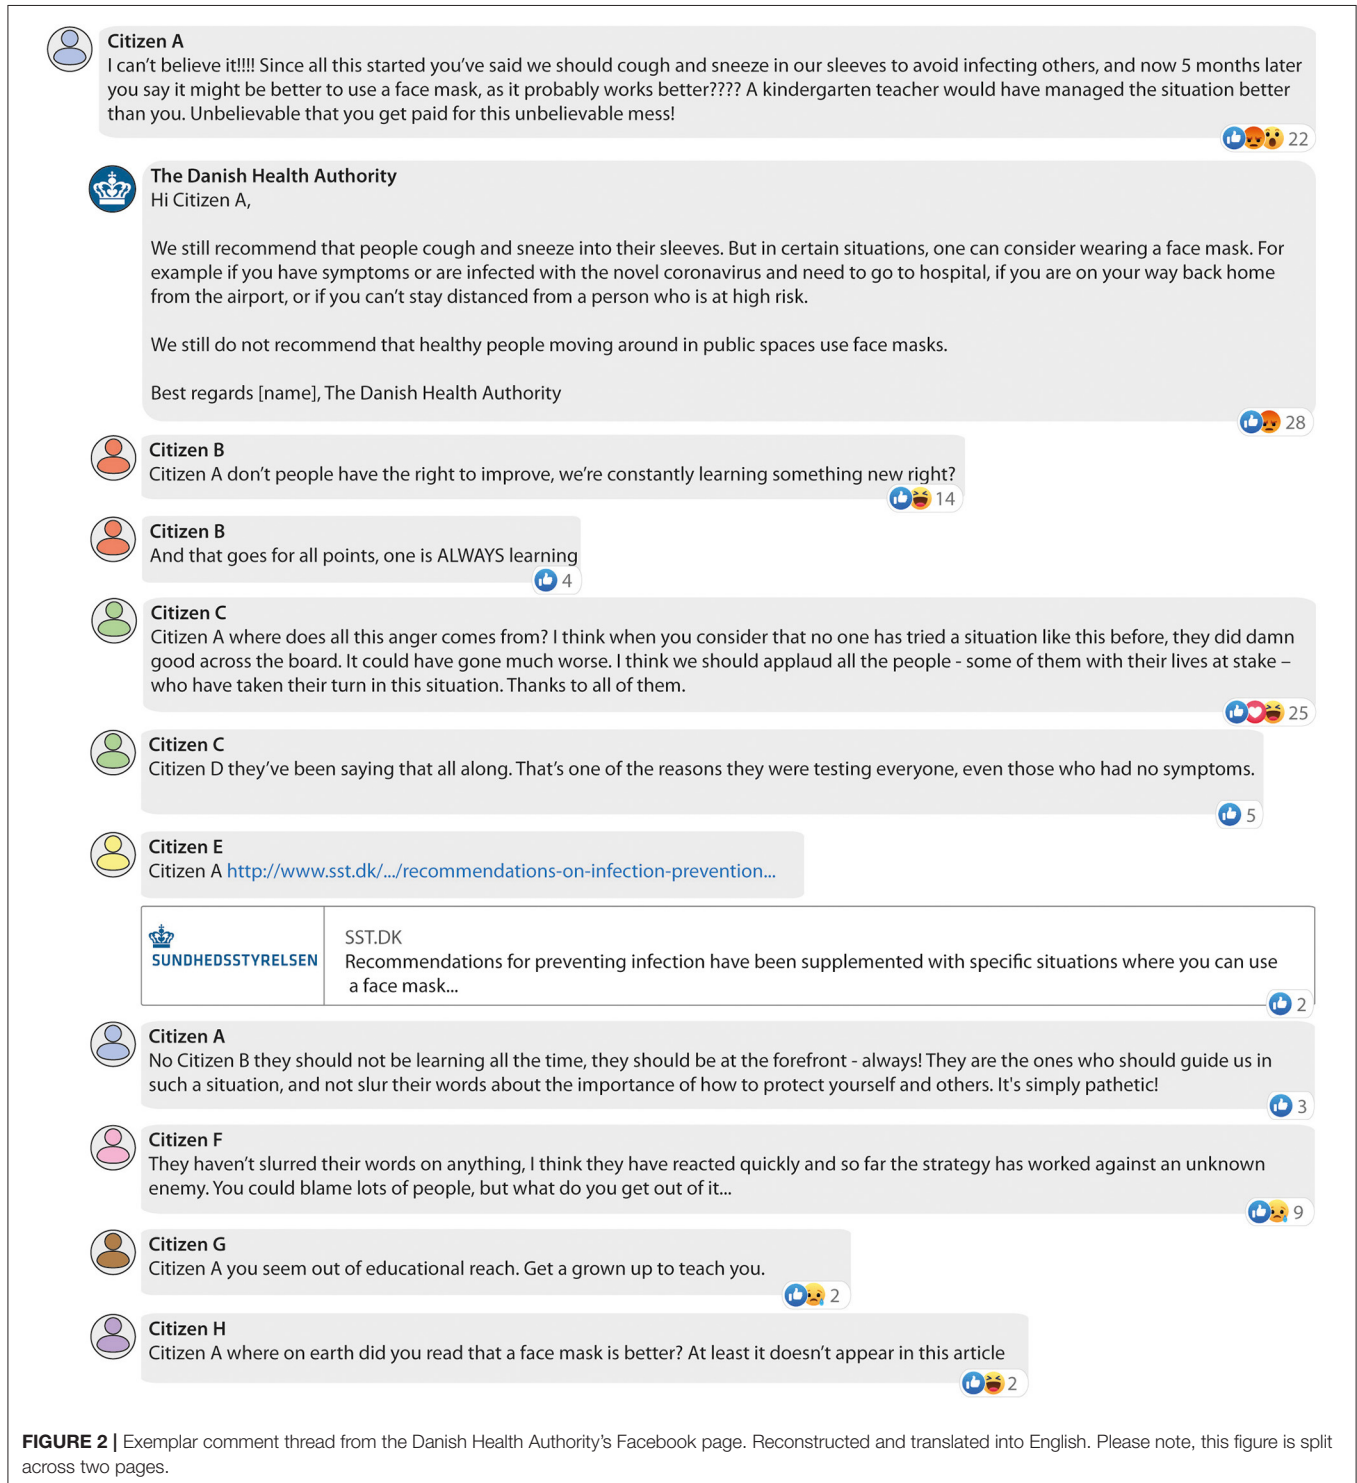 Citizen A
I can't believe it!!!! Since all this started you've said we should cough and sneeze in our sleeves to avoid infecting others, and now 5 months later
you say it might be better to use a face mask, as it probably works better???? A kindergarten teacher would have managed the situation better
than you. Unbelievable that you get paid for this unbelievable mess!
22
The Danish Health Authority
Hi Citizen A,
We still recommend that people cough and sneeze into their sleeves. But in certain situations, one can consider wearing a face mask. For
example if you have symptoms or are infected with the novel coronavirus and need to go to hospital, if you are on your way back home
from the airport, or if you can't stay distanced from a person who is at high risk.
We still do not recommend that healthy people moving around in public spaces use face masks.
Best regards [name], The Danish Health Authority
28
Citizen B
Citizen A don't people have the right to improve, we're constantly learning something new right?
14
Citizen B
And that goes for all points, one is ALWAYS learning
4
Citizen C
Citizen A where does all this anger comes from? I think when you consider that no one has tried a situation like this before, they did damn
good across the board. It could have gone much worse. I think we should applaud all the people - some of them with their lives at stake –
who have taken their turn in this situation. Thanks to all of them.
25
Citizen C
Citizen D they've been saying that all along. That's one of the reasons they were testing everyone, even those who had no symptoms.
5
Citizen E
Citizen A http://www.sst.dk/.../recommendations-on-infection-prevention...
SUNDHEDSSTYRELSEN
SST.DK
Recommendations for preventing infection have been supplemented with specific situations where you can use
a face mask...
2
Citizen A
No Citizen B they should not be learning all the time, they should be at the forefront - always! They are the ones who should guide us in
such a situation, and not slur their words about the importance of how to protect yourself and others. It's simply pathetic!
3
Citizen F
They haven't slurred their words on anything, I think they have reacted quickly and so far the strategy has worked against an unknown
enemy. You could blame lots of people, but what do you get out of it...
9
Citizen G
Citizen A you seem out of educational reach. Get a grown up to teach you.
2
Citizen H
Citizen A where on earth did you read that a face mask is better? At least it doesn't appear in this article
2
FIGURE 2 | Exemplar comment thread from the Danish Health Authority's Facebook page. Reconstructed and translated into English. Please note, this figure is split
across two pages.